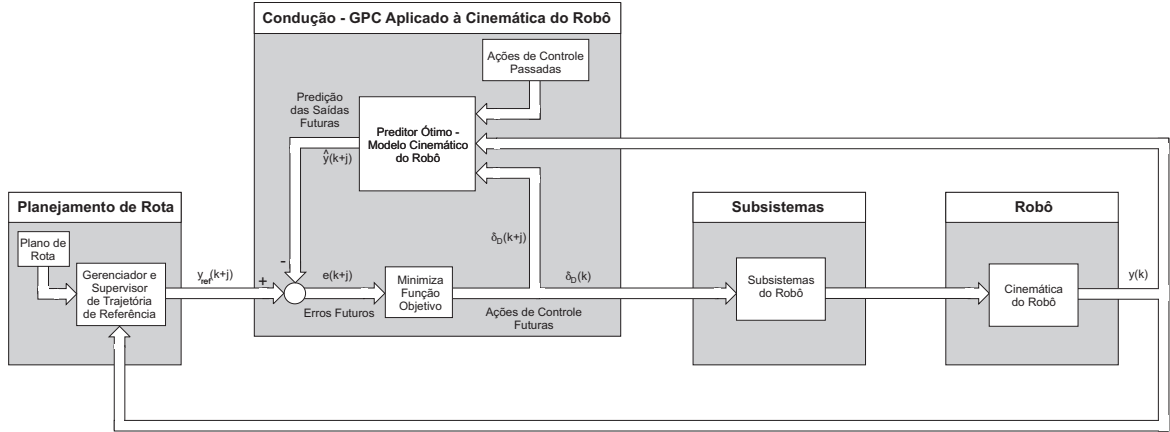 Condução - GPC Aplicado à Cinemática do Robô
Ações de Controle
Passadas
Predição
das Saídas
Futuras
Preditor Ótimo -
Modelo Cinemático
do Robô
ŷ(k+j)
Planejamento de Rota
Plano de
Rota
Gerenciador e
Supervisor
de Trajetória
de Referência
y_ref(k+j)
+
-
e(k+j)
Erros Futuros
Minimiza
Função
Objetivo
δ_D(k+j)
δ_D(k)
Ações de Controle
Futuras
Subsistemas
Subsistemas
do Robô
Robô
Cinemática
do Robô
y(k)